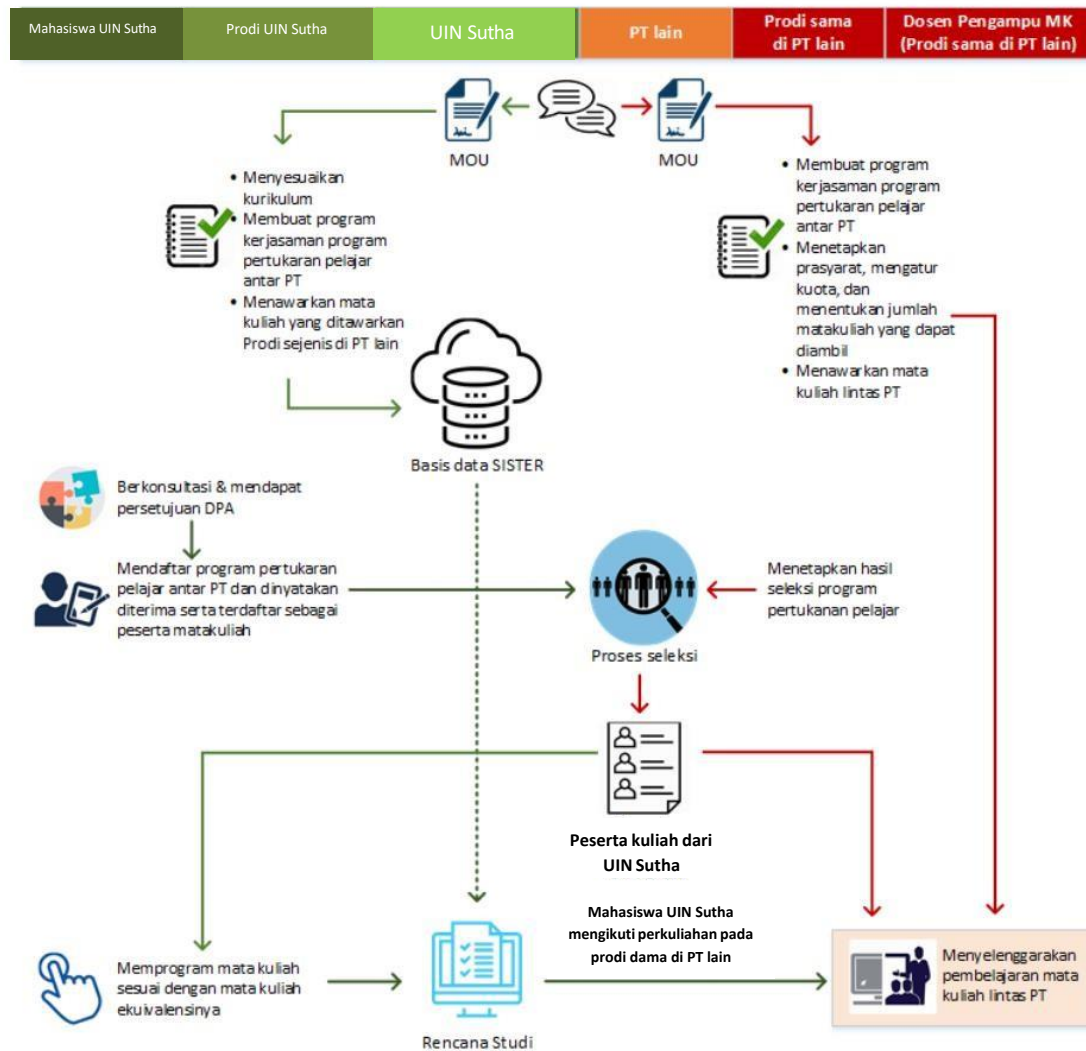 Mahasiswa UIN Sutha
Prodi UIN Sutha
UIN Sutha
PT lain
Prodi sama
di PT lain
Dosen Pengampu MK
(Prodi sama di PT lain)
MOU
MOU
• Menyesuaikan
kurikulum
• Membuat program
kerjasaman program
pertukaran pelajar
antar PT
• Menawarkan mata
kuliah yang ditawarkan
Prodi sejenis di PT lain
• Membuat program
kerjasaman program
pertukaran pelajar
antar PT
• Menetapkan
prasyarat, mengatur
kuota, dan
menentukan jumlah
matakuliah yang dapat
diambil
• Menawarkan mata
kuliah lintas PT
Basis data SISTER
Berkonsultasi & mendapat
persetujuan DPA
Mendaftar program pertukaran
pelajar antar PT dan dinyatakan
diterima serta terdaftar sebagai
peserta matakuliah
Proses seleksi
Menetapkan hasil
seleksi program
pertukanan pelajar
Peserta kuliah dari
UIN Sutha
Mahasiswa UIN Sutha
mengikuti perkuliahan pada
prodi dama di PT lain
Memprogram mata kuliah
sesuai dengan mata kuliah
ekuivalensinya
Rencana Studi
Menyelenggarakan
pembelajaran mata
kuliah lintas PT